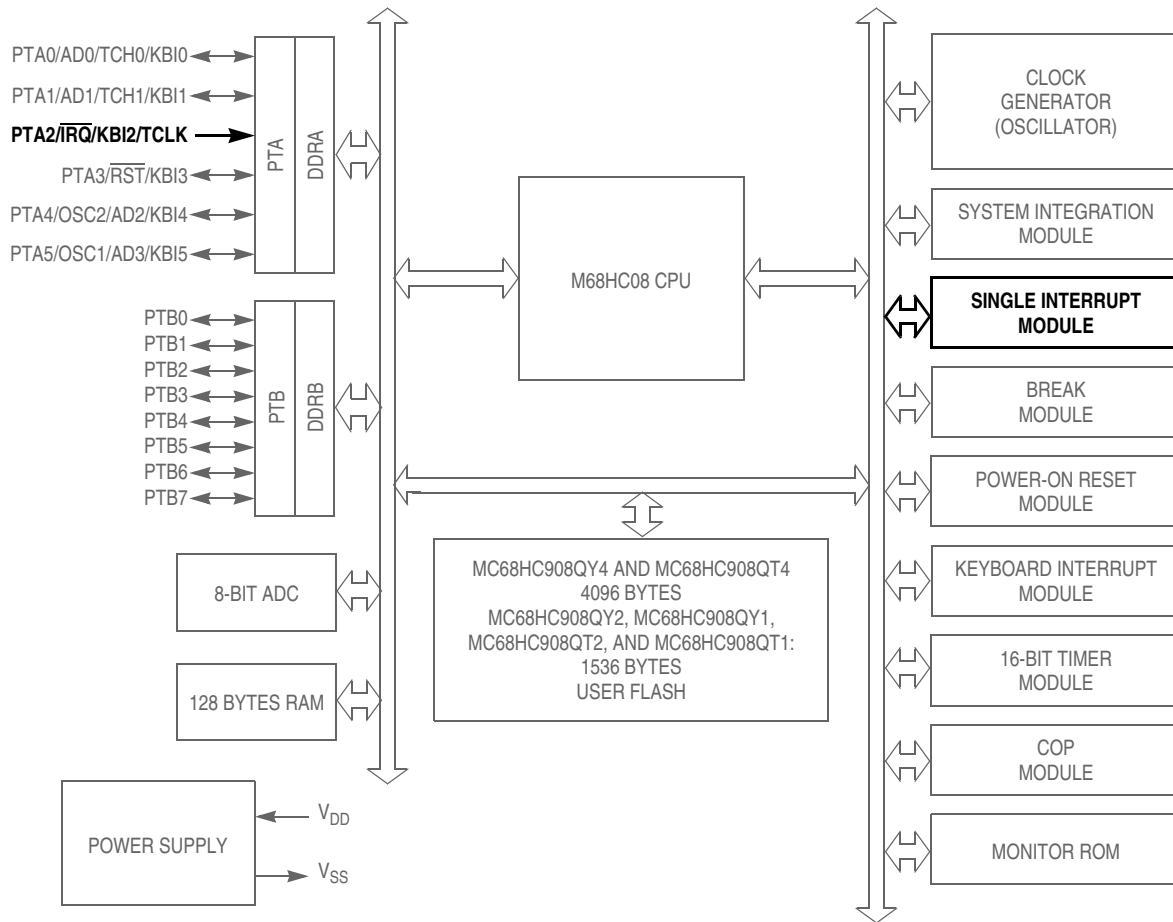 PTA0/AD0/TCH0/KBI0
PTA1/AD1/TCH1/KBI1
PTA2/IRQ/KBI2/TCLK
PTA3/RST/KBI3
PTA4/OSC2/AD2/KBI4
PTA5/OSC1/AD3/KBI5
PTA
DDRA
PTB0
PTB1
PTB2
PTB3
PTB4
PTB5
PTB6
PTB7
PTB
DDRB
8-BIT ADC
128 BYTES RAM
POWER SUPPLY
VDD
VSS
M68HC08 CPU
MC68HC908QY4 AND MC68HC908QT4
4096 BYTES
MC68HC908QY2, MC68HC908QY1,
MC68HC908QT2, AND MC68HC908QT1:
1536 BYTES
USER FLASH
CLOCK
GENERATOR
(OSCILLATOR)
SYSTEM INTEGRATION
MODULE
SINGLE INTERRUPT
MODULE
BREAK
MODULE
POWER-ON RESET
MODULE
KEYBOARD INTERRUPT
MODULE
16-BIT TIMER
MODULE
COP
MODULE
MONITOR ROM